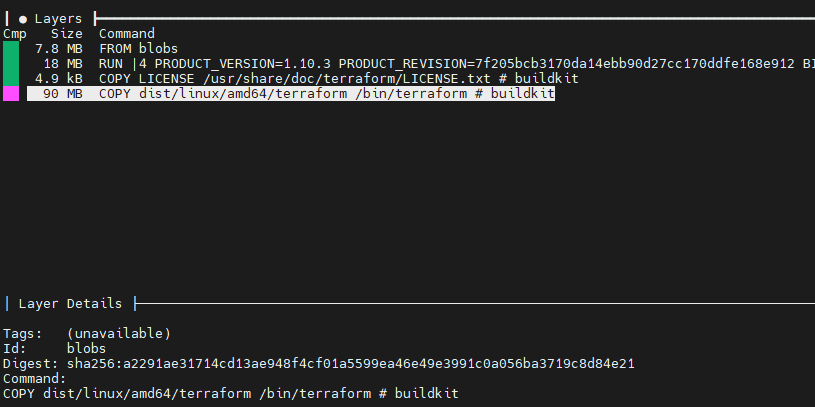 ● Layers
Cmp Size Command
7.8 MB FROM blobs
18 MB RUN |4 PRODUCT_VERSION=1.10.3 PRODUCT_REVISION=7f205bcb3170da14ebb90d27cc170ddfe168e912 BI
4.9 kB COPY LICENSE /usr/share/doc/terraform/LICENSE.txt # buildkit
90 MB COPY dist/linux/amd64/terraform /bin/terraform # buildkit
Layer Details
Tags: (unavailable)
Id: blobs
Digest: sha256:a2291ae31714cd13ae948f4cf01a5599ea46e49e3991c0a056ba3719c8d84e21
Command:
COPY dist/linux/amd64/terraform /bin/terraform # buildkit